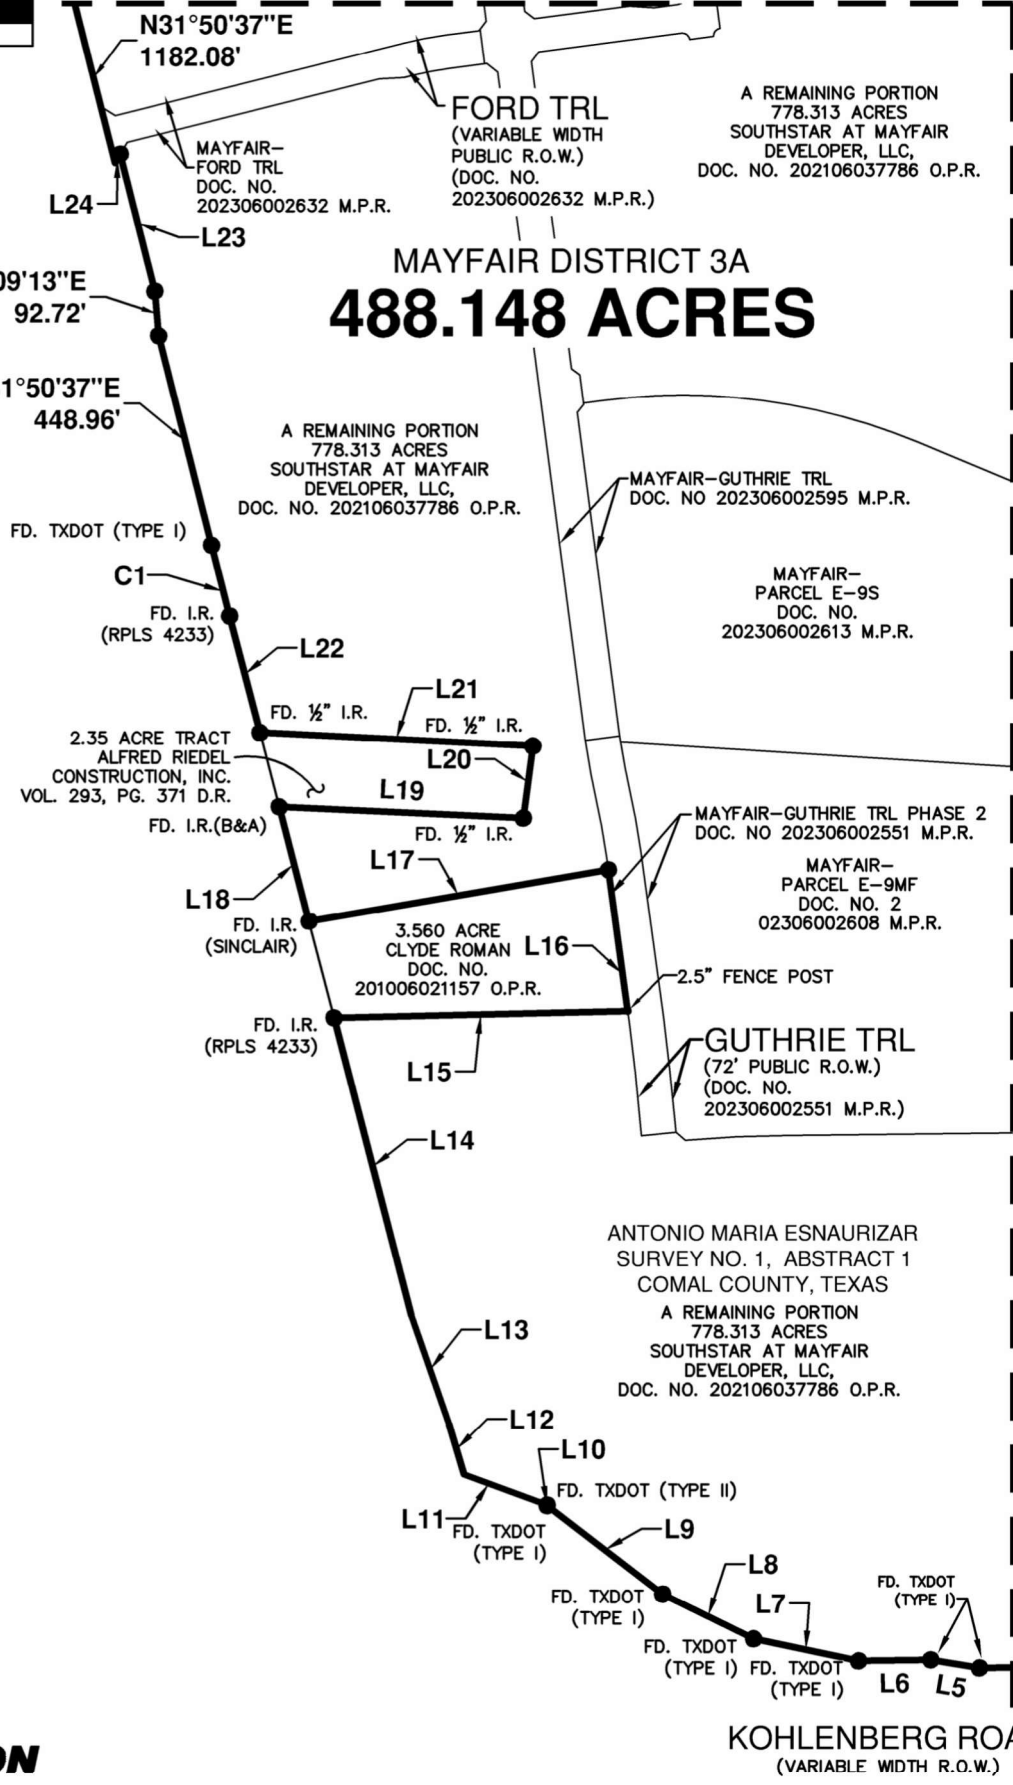 N31°50'37"E
1182.08'
FORD TRL
(VARIABLE WIDTH
PUBLIC R.O.W.)
(DOC. NO.
202306002632 M.P.R.)
A REMAINING PORTION
778.313 ACRES
SOUTHSTAR AT MAYFAIR
DEVELOPER, LLC,
DOC. NO. 202106037786 O.P.R.
MAYFAIR-
FORD TRL
DOC. NO.
202306002632 M.P.R.
L24
L23
MAYFAIR DISTRICT 3A
488.148 ACRES
09'13"E
92.72'
1°50'37"E
448.96'
A REMAINING PORTION
778.313 ACRES
SOUTHSTAR AT MAYFAIR
DEVELOPER, LLC,
DOC. NO. 202106037786 O.P.R.
MAYFAIR-GUTHRIE TRL
DOC. NO 202306002595 M.P.R.
FD. TXDOT (TYPE I)
C1
FD. I.R.
(RPLS 4233)
MAYFAIR-
PARCEL E-9S
DOC. NO.
202306002613 M.P.R.
L22
L21
FD. ½" I.R.
FD. ½" I.R.
2.35 ACRE TRACT
ALFRED RIEDEL
CONSTRUCTION, INC.
VOL. 293, PG. 371 D.R.
L20
L19
FD. I.R.(B&A)
FD. ½" I.R.
MAYFAIR-GUTHRIE TRL PHASE 2
DOC. NO 202306002551 M.P.R.
L17
MAYFAIR-
PARCEL E-9MF
DOC. NO. 2
02306002608 M.P.R.
L18
FD. I.R.
(SINCLAIR)
3.560 ACRE
CLYDE ROMAN
DOC. NO.
201006021157 O.P.R.
L16
2.5" FENCE POST
FD. I.R.
(RPLS 4233)
L15
GUTHRIE TRL
(72' PUBLIC R.O.W.)
(DOC. NO.
202306002551 M.P.R.)
L14
ANTONIO MARIA ESNAURIZAR
SURVEY NO. 1, ABSTRACT 1
COMAL COUNTY, TEXAS
A REMAINING PORTION
778.313 ACRES
SOUTHSTAR AT MAYFAIR
DEVELOPER, LLC,
DOC. NO. 202106037786 O.P.R.
L13
L12
L10
FD. TXDOT (TYPE II)
L11
FD. TXDOT
(TYPE I)
L9
L8
FD. TXDOT
(TYPE I)
L7
FD. TXDOT
(TYPE I)
FD. TXDOT
(TYPE I)
FD. TXDOT
(TYPE I)
L6
L5
KOHLENBERG ROA
(VARIABLE WIDTH R.O.W.)
ON